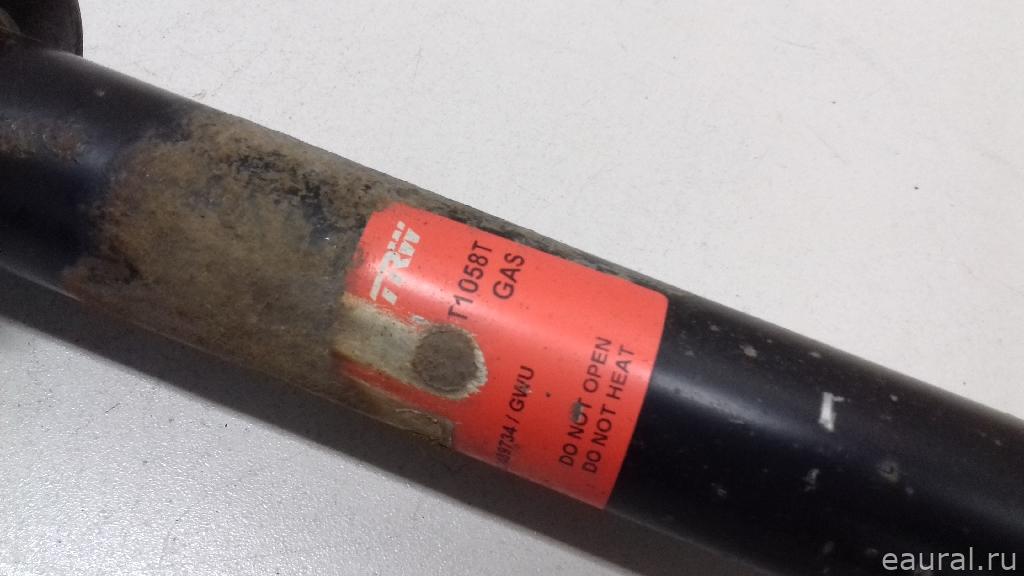 TRW
T1058T
GAS
/ GWU
DO NOT OPEN
DO NOT HEAT
eaural.ru